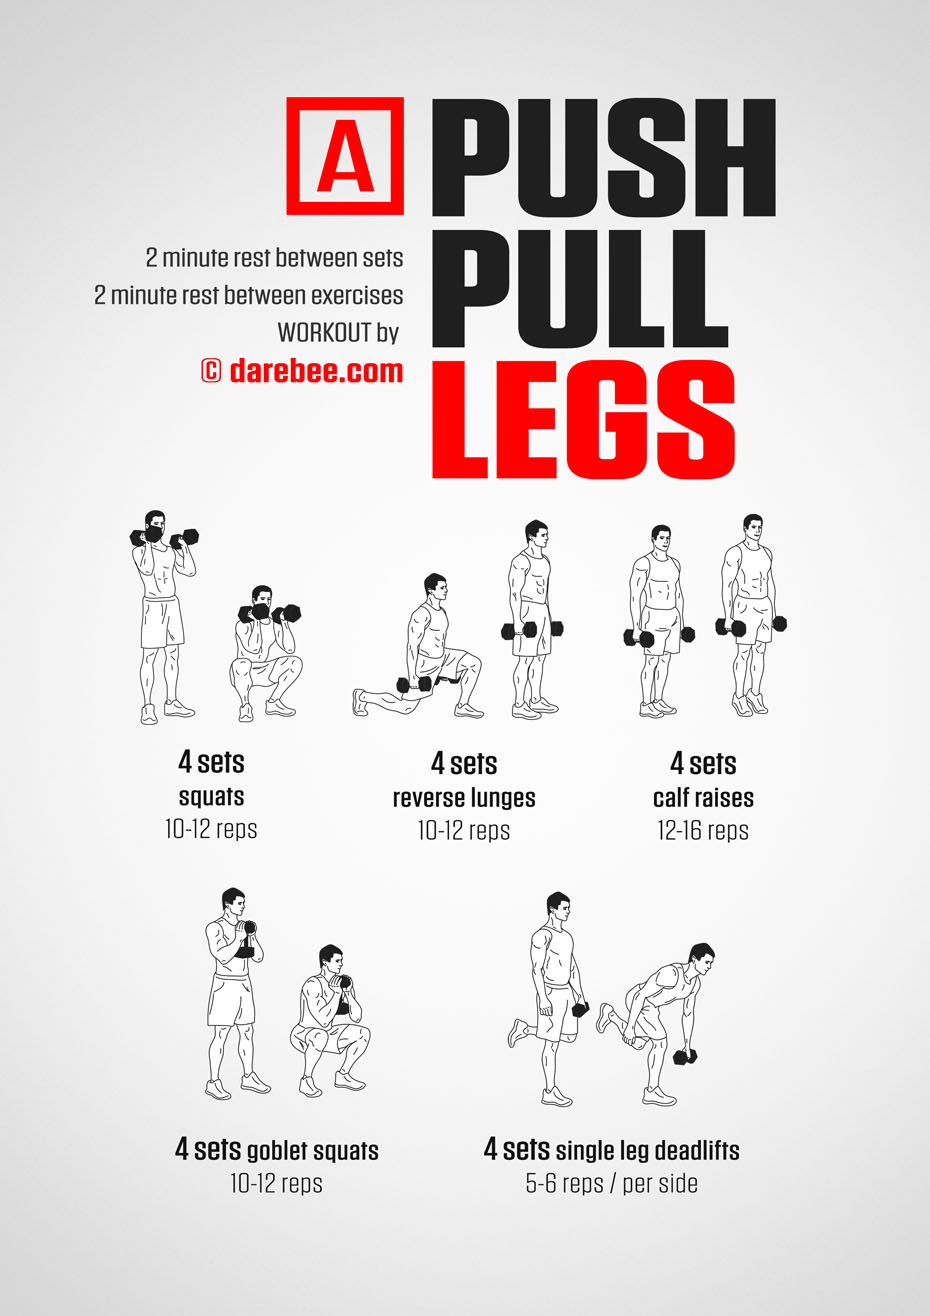 A
PUSH
PULL
LEGS
2 minute rest between sets
2 minute rest between exercises
WORKOUT by
© darebee.com
4 sets
squats
10-12 reps
4 sets
reverse lunges
10-12 reps
4 sets
calf raises
12-16 reps
4 sets goblet squats
10-12 reps
4 sets single leg deadlifts
5-6 reps / per side